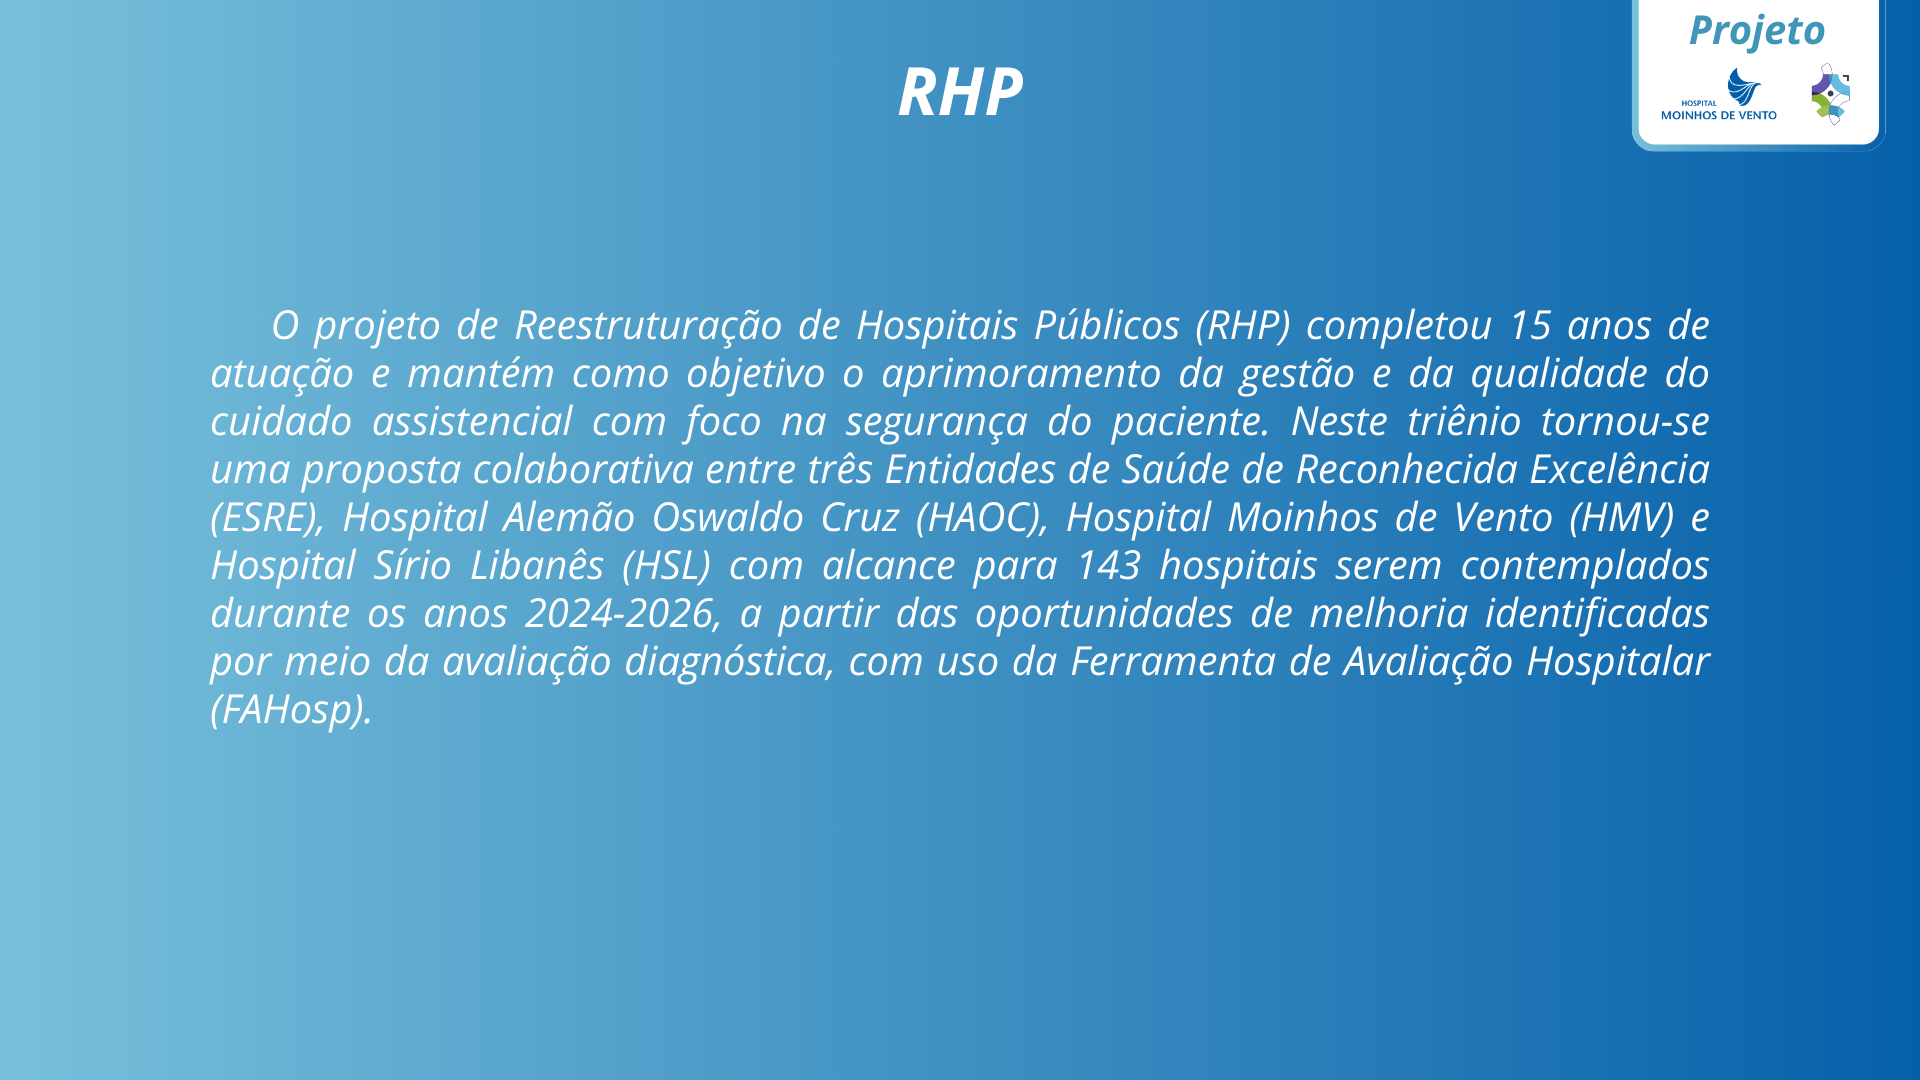 Projeto
RHP
HOSPITAL
MOINHOS DE VENTO
O projeto de Reestruturação de Hospitais Públicos (RHP) completou 15 anos de
atuação e mantém como objetivo o aprimoramento da gestão e da qualidade do
cuidado assistencial com foco na segurança do paciente. Neste triênio tornou-se
uma proposta colaborativa entre três Entidades de Saúde de Reconhecida Excelência
(ESRE), Hospital Alemão Oswaldo Cruz (HAOC), Hospital Moinhos de Vento (HMV) e
Hospital Sírio Libanês (HSL) com alcance para 143 hospitais serem contemplados
durante os anos 2024-2026, a partir das oportunidades de melhoria identificadas
por meio da avaliação diagnóstica, com uso da Ferramenta de Avaliação Hospitalar
(FAHosp).